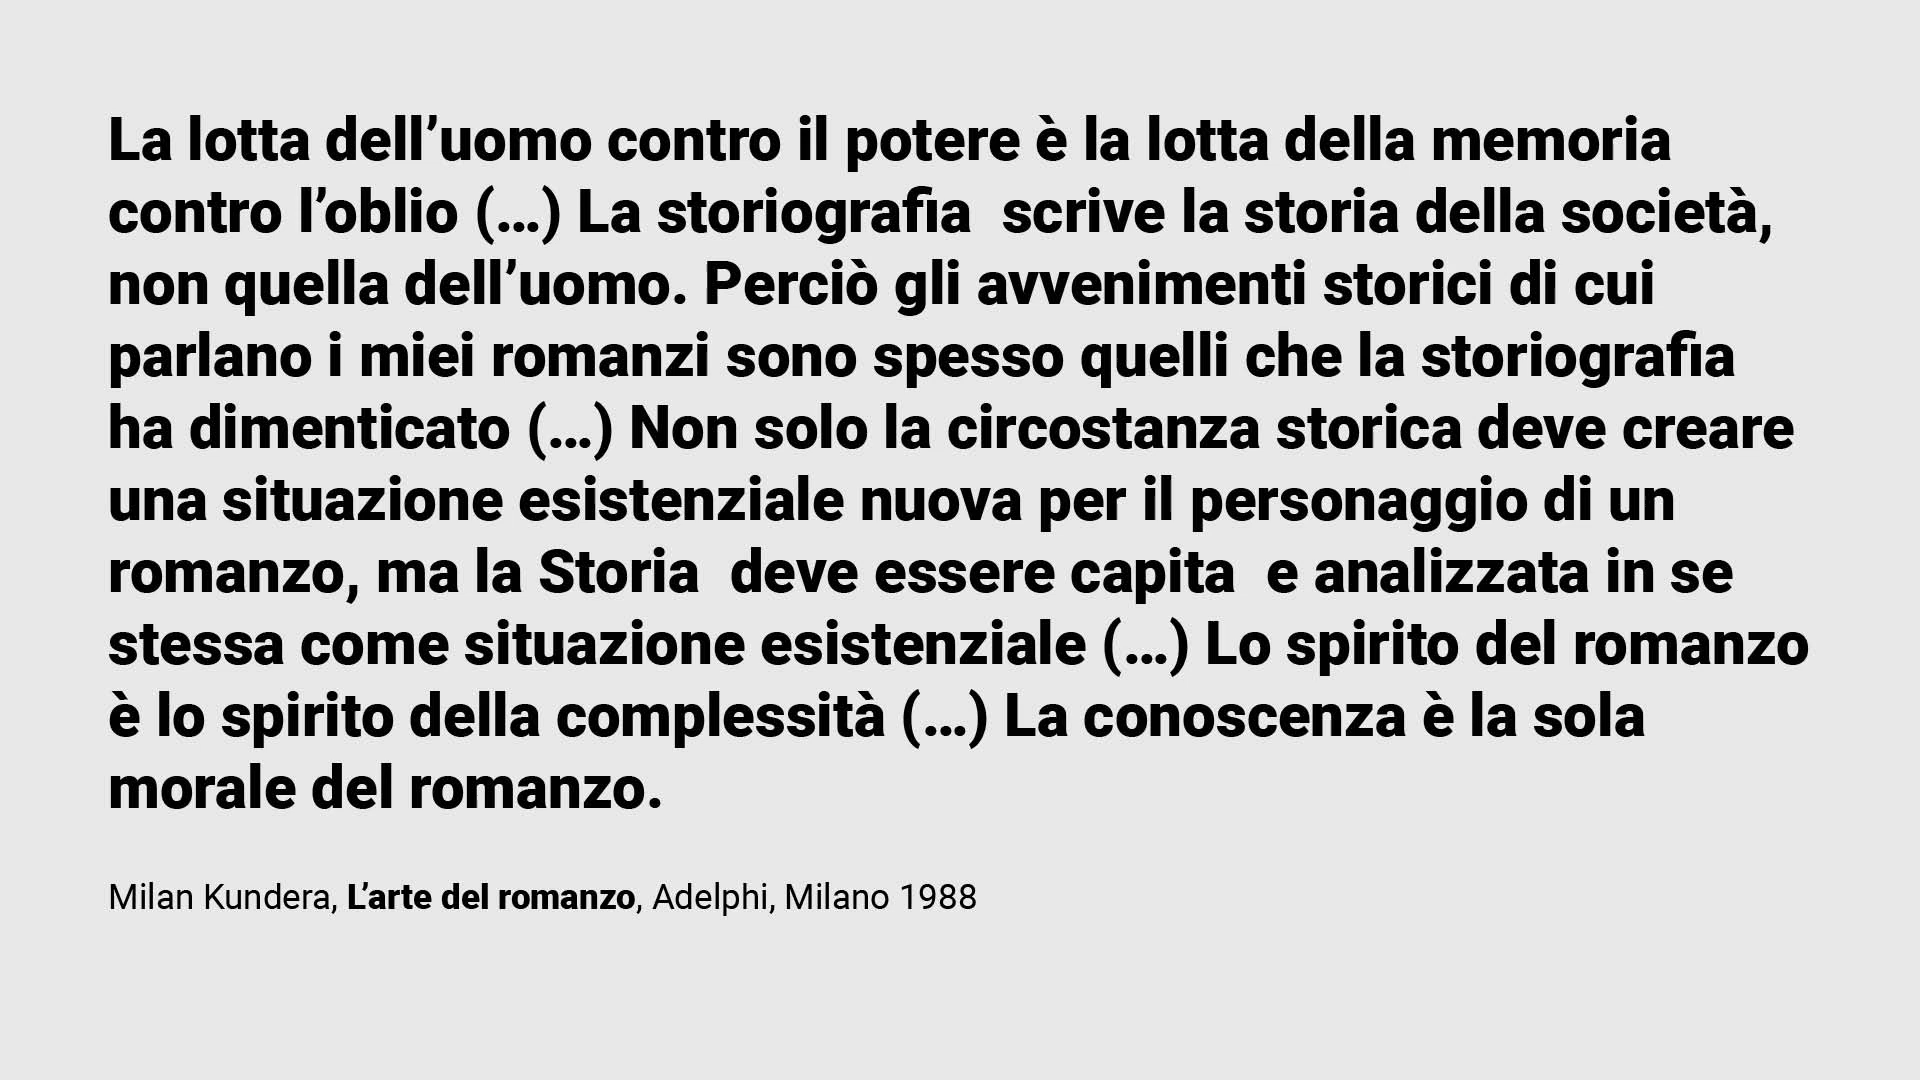 La lotta dell’uomo contro il potere è la lotta della memoria
contro l’oblio (…) La storiografia  scrive la storia della società,
non quella dell’uomo. Perciò gli avvenimenti storici di cui
parlano i miei romanzi sono spesso quelli che la storiografia
ha dimenticato (…) Non solo la circostanza storica deve creare
una situazione esistenziale nuova per il personaggio di un
romanzo, ma la Storia  deve essere capita  e analizzata in se
stessa come situazione esistenziale (…) Lo spirito del romanzo
è lo spirito della complessità (…) La conoscenza è la sola
morale del romanzo.
Milan Kundera, L’arte del romanzo, Adelphi, Milano 1988